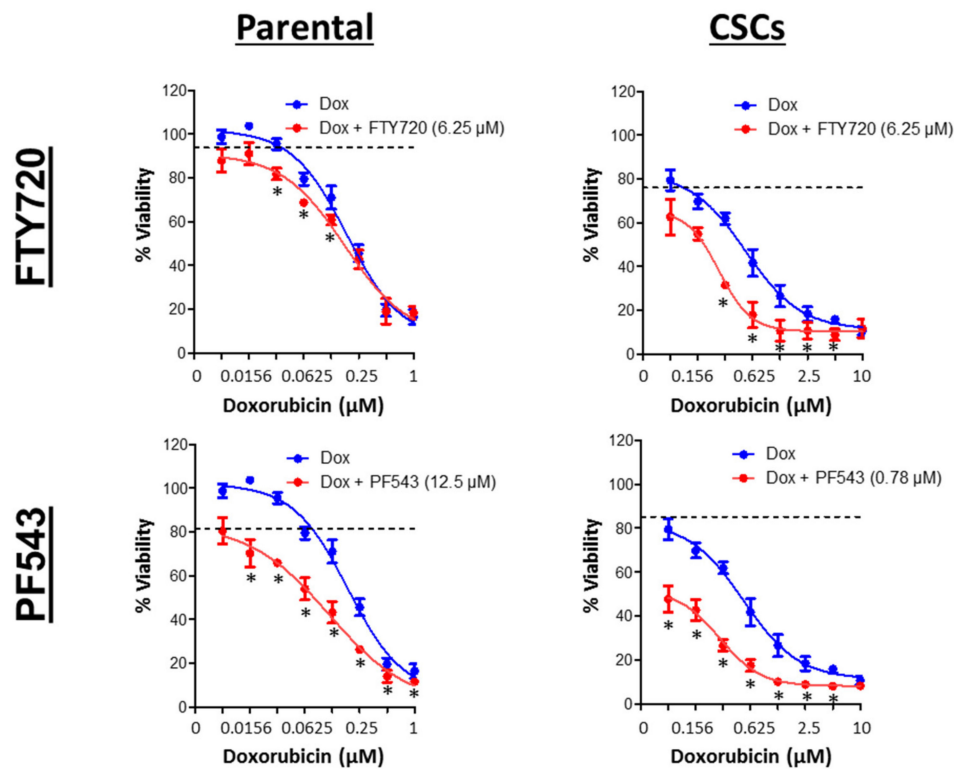 Parental
CSCs
FTY720
120
100
80
60
40
20
0
% Viability
Dox
Dox + FTY720 (6.25 µM)
*
*
*
0 0.0156 0.0625 0.25 1
Doxorubicin (µM)
120
100
80
60
40
20
0
% Viability
Dox
Dox + FTY720 (6.25 µM)
*
* * * *
0 0.156 0.625 2.5 10
Doxorubicin (µM)
PF543
120
100
80
60
40
20
0
% Viability
Dox
Dox + PF543 (12.5 µM)
* *
*
*
*
* *
0 0.0156 0.0625 0.25 1
Doxorubicin (µM)
120
100
80
60
40
20
0
% Viability
Dox
Dox + PF543 (0.78 µM)
*
*
*
* * * *
0 0.156 0.625 2.5 10
Doxorubicin (µM)